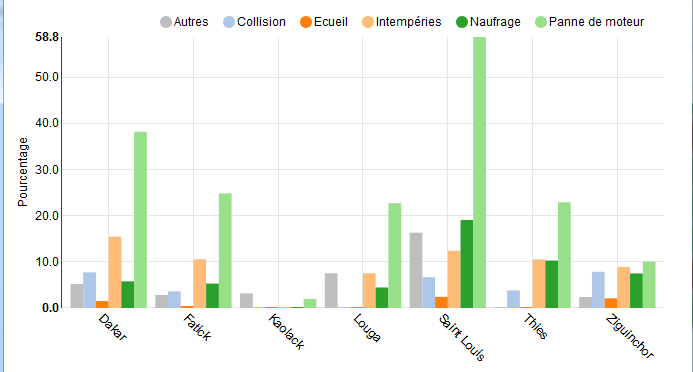 Autres Collision Ecueil Intempéries Naufrage Panne de moteur
58.8
50.0
40.0
30.0
20.0
10.0
0.0
Pourcentage
Dakar Fatick Kaolack Louga Saint Louis Thies Ziguinchor